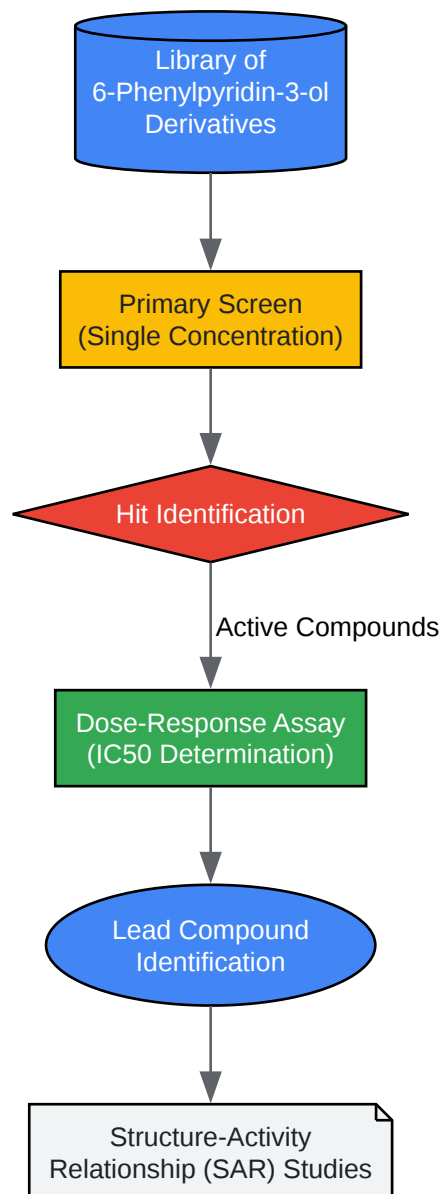 Library of
6-Phenylpyridin-3-ol
Derivatives
Primary Screen
(Single Concentration)
Hit Identification
Active Compounds
Dose-Response Assay
(IC50 Determination)
Lead Compound
Identification
Structure-Activity
Relationship (SAR) Studies